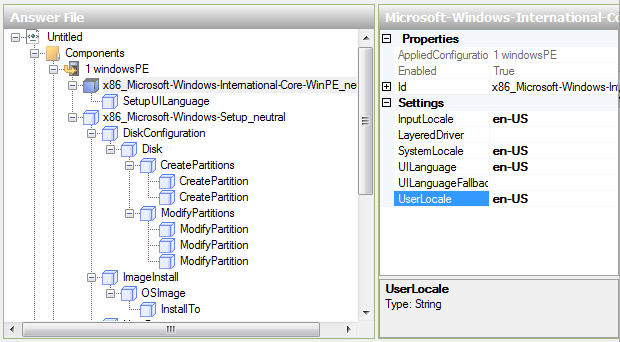 Answer File
Untitled
Components
1 windowsPE
x86_Microsoft-Windows-International-Core-WinPE_neu
SetupUILanguage
x86_Microsoft-Windows-Setup_neutral
DiskConfiguration
Disk
CreatePartitions
CreatePartition
CreatePartition
ModifyPartitions
ModifyPartition
ModifyPartition
ModifyPartition
ImageInstall
OSImage
InstallTo
Microsoft-Windows-International-Co
Properties
AppliedConfiguratio 1 windowsPE
Enabled True
Id x86_Microsoft-Windows-In
Settings
InputLocale en-US
LayeredDriver
SystemLocale en-US
UILanguage en-US
UILanguageFallbac
UserLocale en-US
UserLocale
Type: String